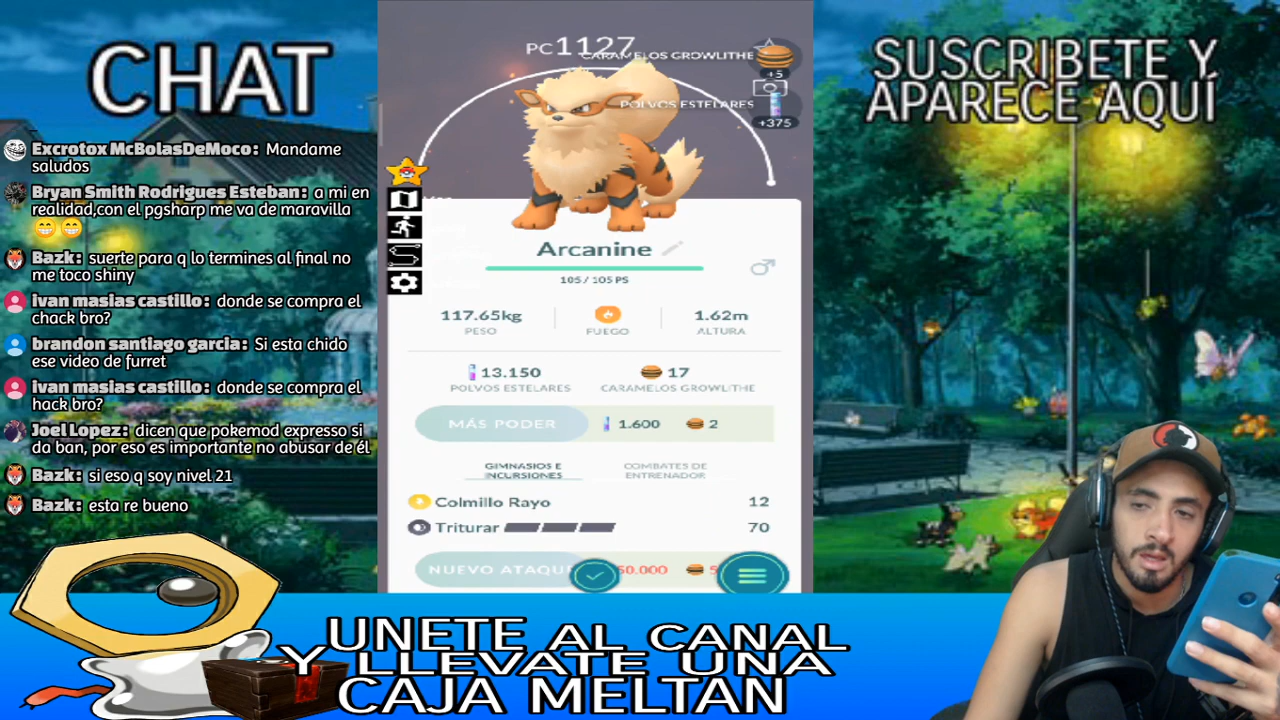 CHAT
Excrotox McBolasDeMoco: Mandame
saludos
Bryan Smith Rodrigues Esteban: a mi en
realidad,con el pgsharp me va de maravilla
Bazk: suerte para q lo termines al final no
me toco shiny
ivan masias castillo: donde se compra el
chack bro?
brandon santiago garcia: Si esta chido
ese video de furret
ivan masias castillo: donde se compra el
hack bro?
Joel Lopez: dicen que pokemod expresso si
da ban, por eso es importante no abusar de él
Bazk: si eso q soy nivel 21
Bazk: esta re bueno
PC1127
CARAMELOS GROWLITHE
+5
POLVOS ESTELARES
+375
Arcanine
105 / 105 PS
117.65kg
PESO
FUEGO
1.62m
ALTURA
13.150
POLVOS ESTELARES
17
CARAMELOS GROWLITHE
MÁS PODER 1.600 2
GIMNASIOS E
INCURSIONES
COMBATES DE
ENTRENADOR
Colmillo Rayo 12
Triturar 70
NUEVO ATAQUE 50.000
SUSCRIBETE Y
APARECE AQUÍ
UNETE AL CANAL
Y LLEVATE UNA
CAJA MELTAN